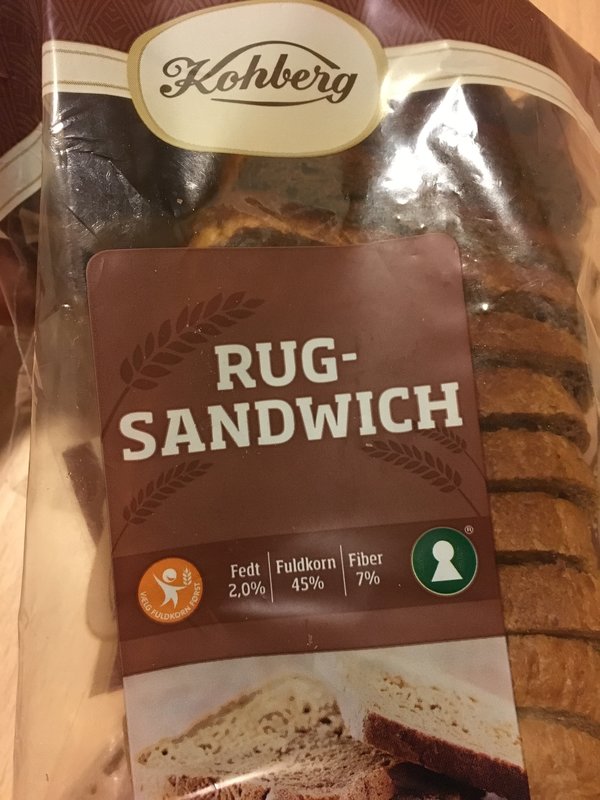 Kohberg
RUG-
SANDWICH
Fedt
2,0%
Fuldkorn
45%
Fiber
7%
®
VÆLG FULDKORN FØRST